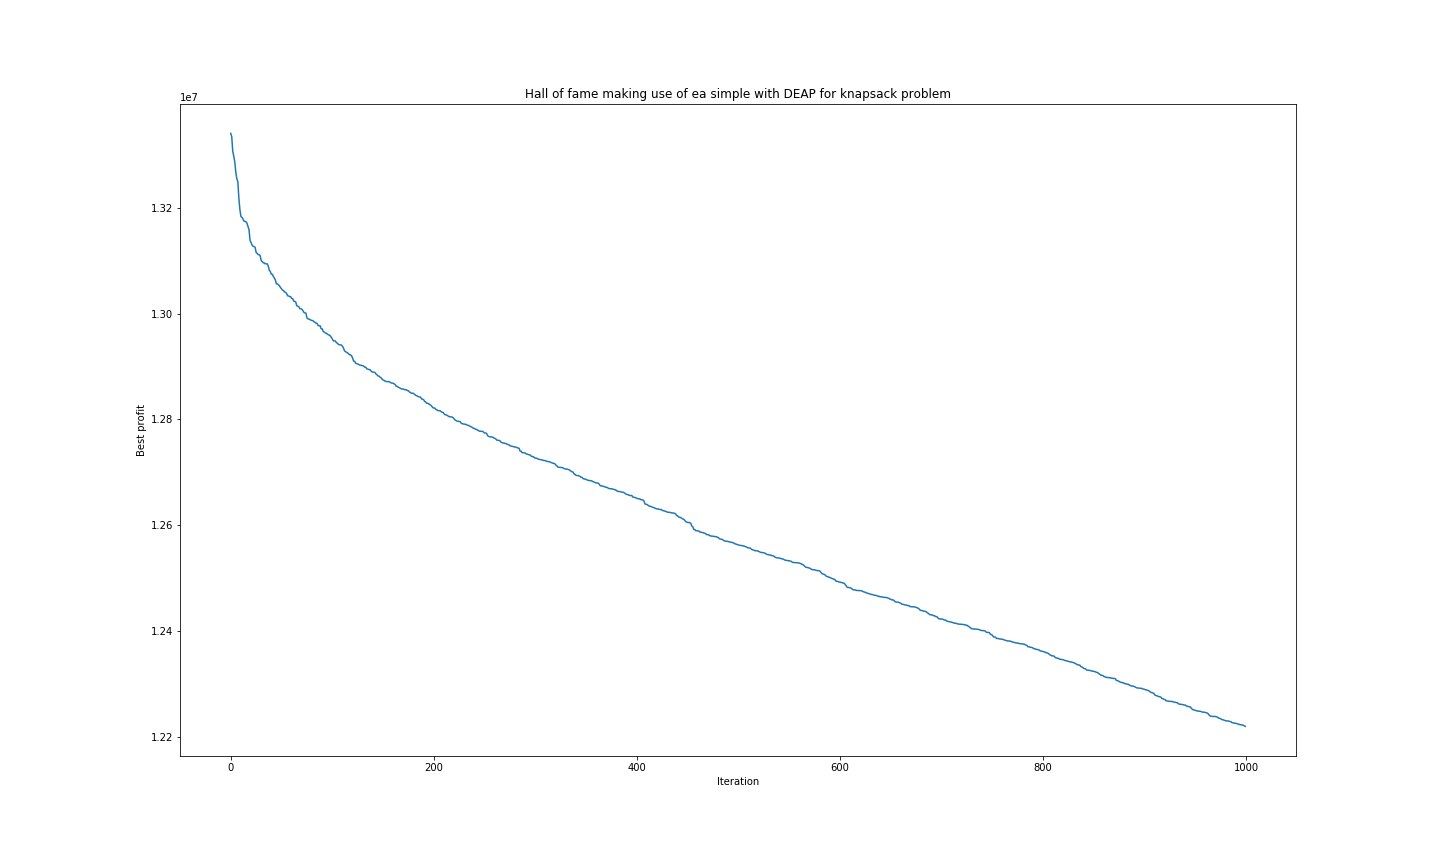 Hall of fame making use of ea simple with DEAP for knapsack problem
1e7
1.32
1.30
1.28
1.26
1.24
1.22
Best profit
0 200 400 600 800 1000
Iteration